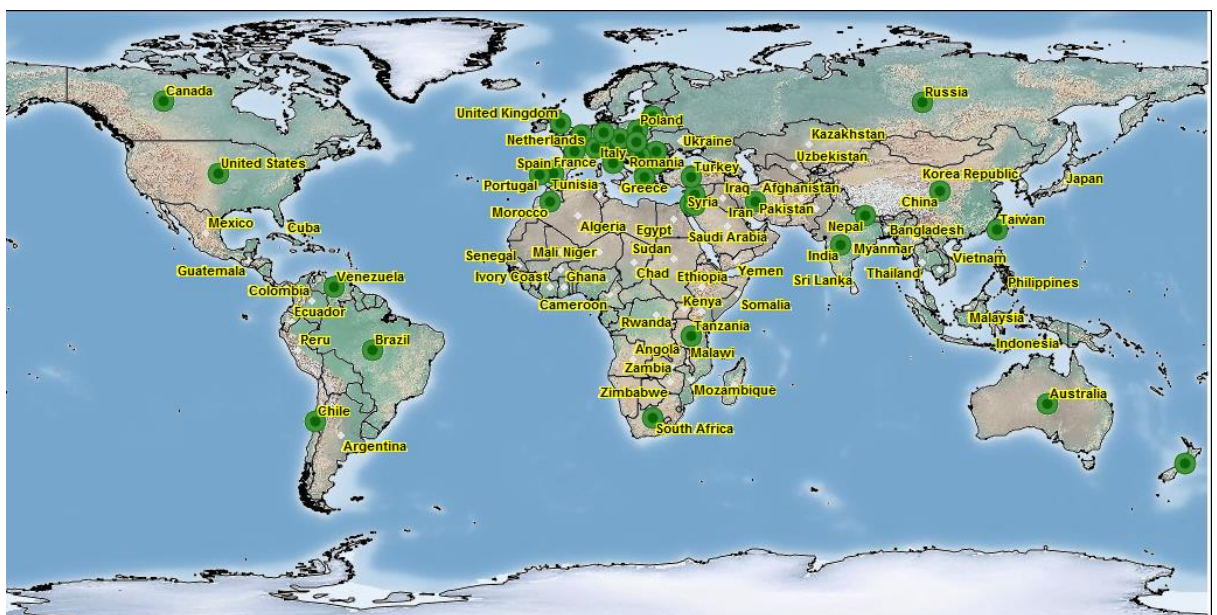 Canada
Russia
United Kingdom
Poland
Kazakhstan
Netherlands
Ukraine
Italy
Uzbekistan
United States
Spain
France
Romania
Turkey
Korea Republic
Japan
Portugal
Tunisia
Greece
Iraq
Afghanistan
China
Morocco
Syria
Iran
Pakistan
Taiwan
Mexico
Cuba
Algeria
Egypt
Saudi Arabia
Nepal
Bangladesh
Senegal
Mali
Niger
Sudan
India
Myanmar
Vietnam
Guatemala
Venezuela
Ivory Coast
Ghana
Chad
Ethiopia
Yemen
Sri Lanka
Thailand
Philippines
Colombia
Cameroon
Kenya
Somalia
Ecuador
Rwanda
Tanzania
Malaysia
Peru
Brazil
Angola
Malawi
Indonesia
Zambia
Zimbabwe
Mozambique
Australia
Chile
South Africa
Argentina